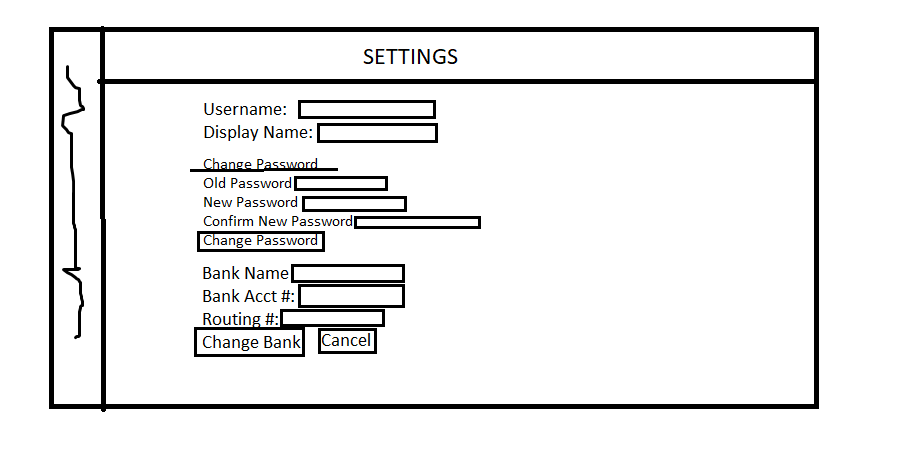 SETTINGS
Username:
Display Name:
Change Password
Old Password
New Password
Confirm New Password
Change Password
Bank Name
Bank Acct #:
Routing #:
Change Bank Cancel